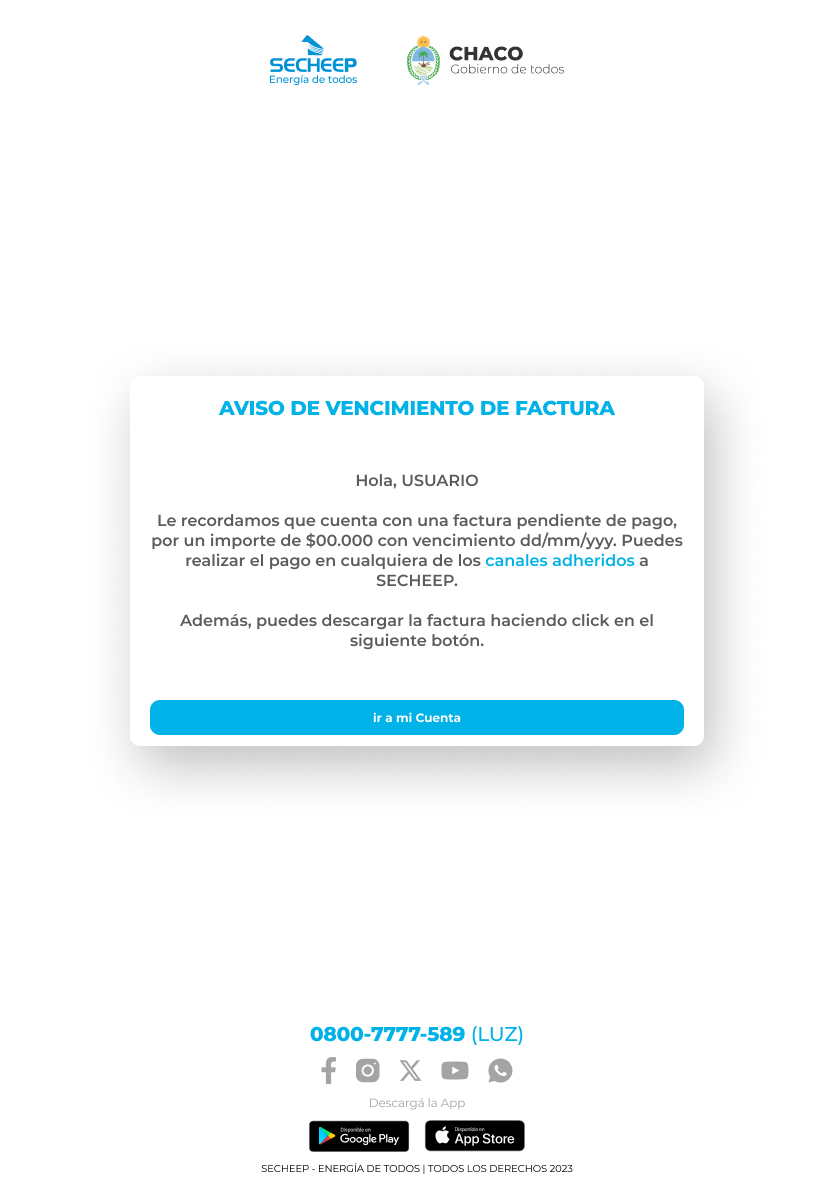 SECHEEP
Energía de todos
CHACO
Gobierno de todos
AVISO DE VENCIMIENTO DE FACTURA
Hola, USUARIO
Le recordamos que cuenta con una factura pendiente de pago,
por un importe de $00.000 con vencimiento dd/mm/yyy. Puedes
realizar el pago en cualquiera de los canales adheridos a
SECHEEP.
Además, puedes descargar la factura haciendo click en el
siguiente botón.
ir a mi Cuenta
0800-7777-589 (LUZ)
Descargá la App
Disponible en
Google Play
Disponible en
App Store
SECHEEP - ENERGÍA DE TODOS | TODOS LOS DERECHOS 2023